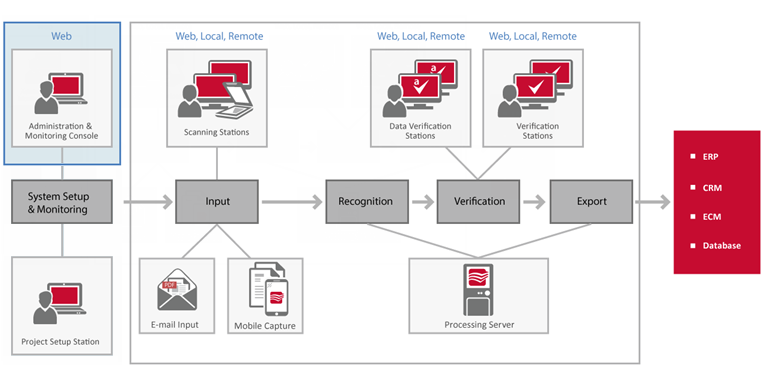 Web
Administration &
Monitoring Console
System Setup
& Monitoring
Project Setup Station
Web, Local, Remote
Scanning Stations
Input
PDF
E-mail Input
Mobile Capture
Web, Local, Remote
a
a
Data Verification
Stations
Web, Local, Remote
Verification
Stations
Recognition
Verification
Export
Processing Server
ERP
CRM
ECM
Database